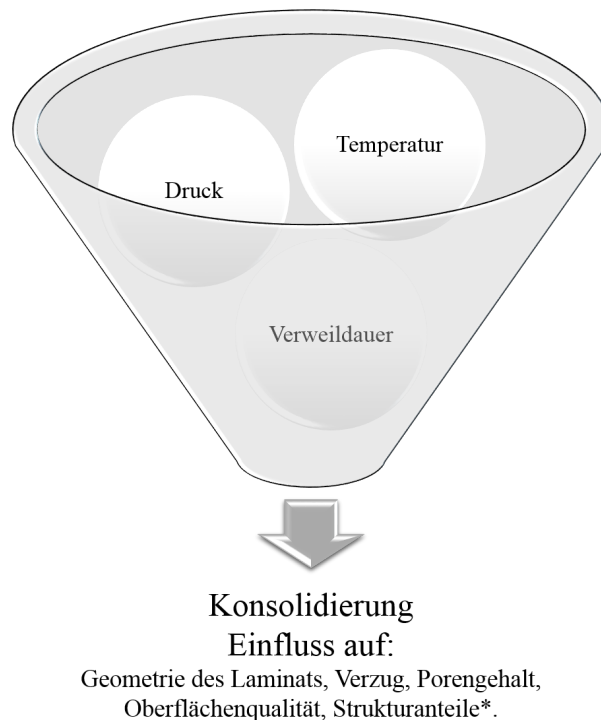 Temperatur
Druck
Verweildauer
Konsolidierung
Einfluss auf:
Geometrie des Laminats, Verzug, Porengehalt,
Oberflächenqualität, Strukturanteile*.